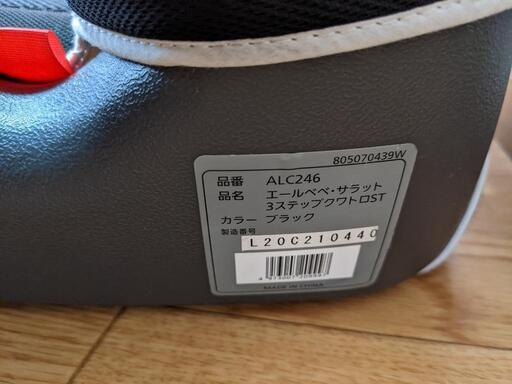 805070439W
品番 ALC246
品名 エールベベ・サラット
3ステップクワトロST
カラー ブラック
製造番号
L20C210440
MADE IN CHINA